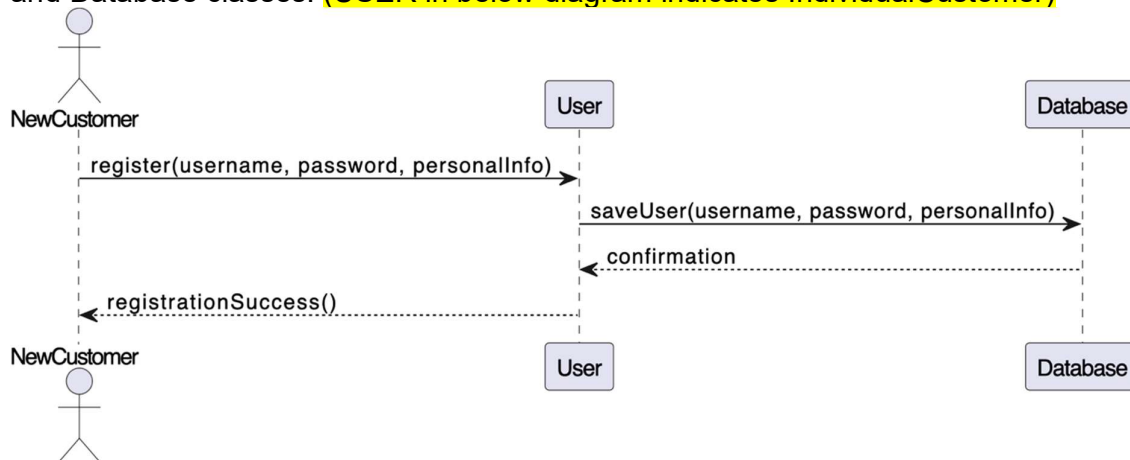 and Database classes. (USER in below diagram indicates IndividualCustomer)
NewCustomer
User
Database
register(username, password, personalInfo)
saveUser(username, password, personalInfo)
confirmation
registrationSuccess()
NewCustomer
User
Database